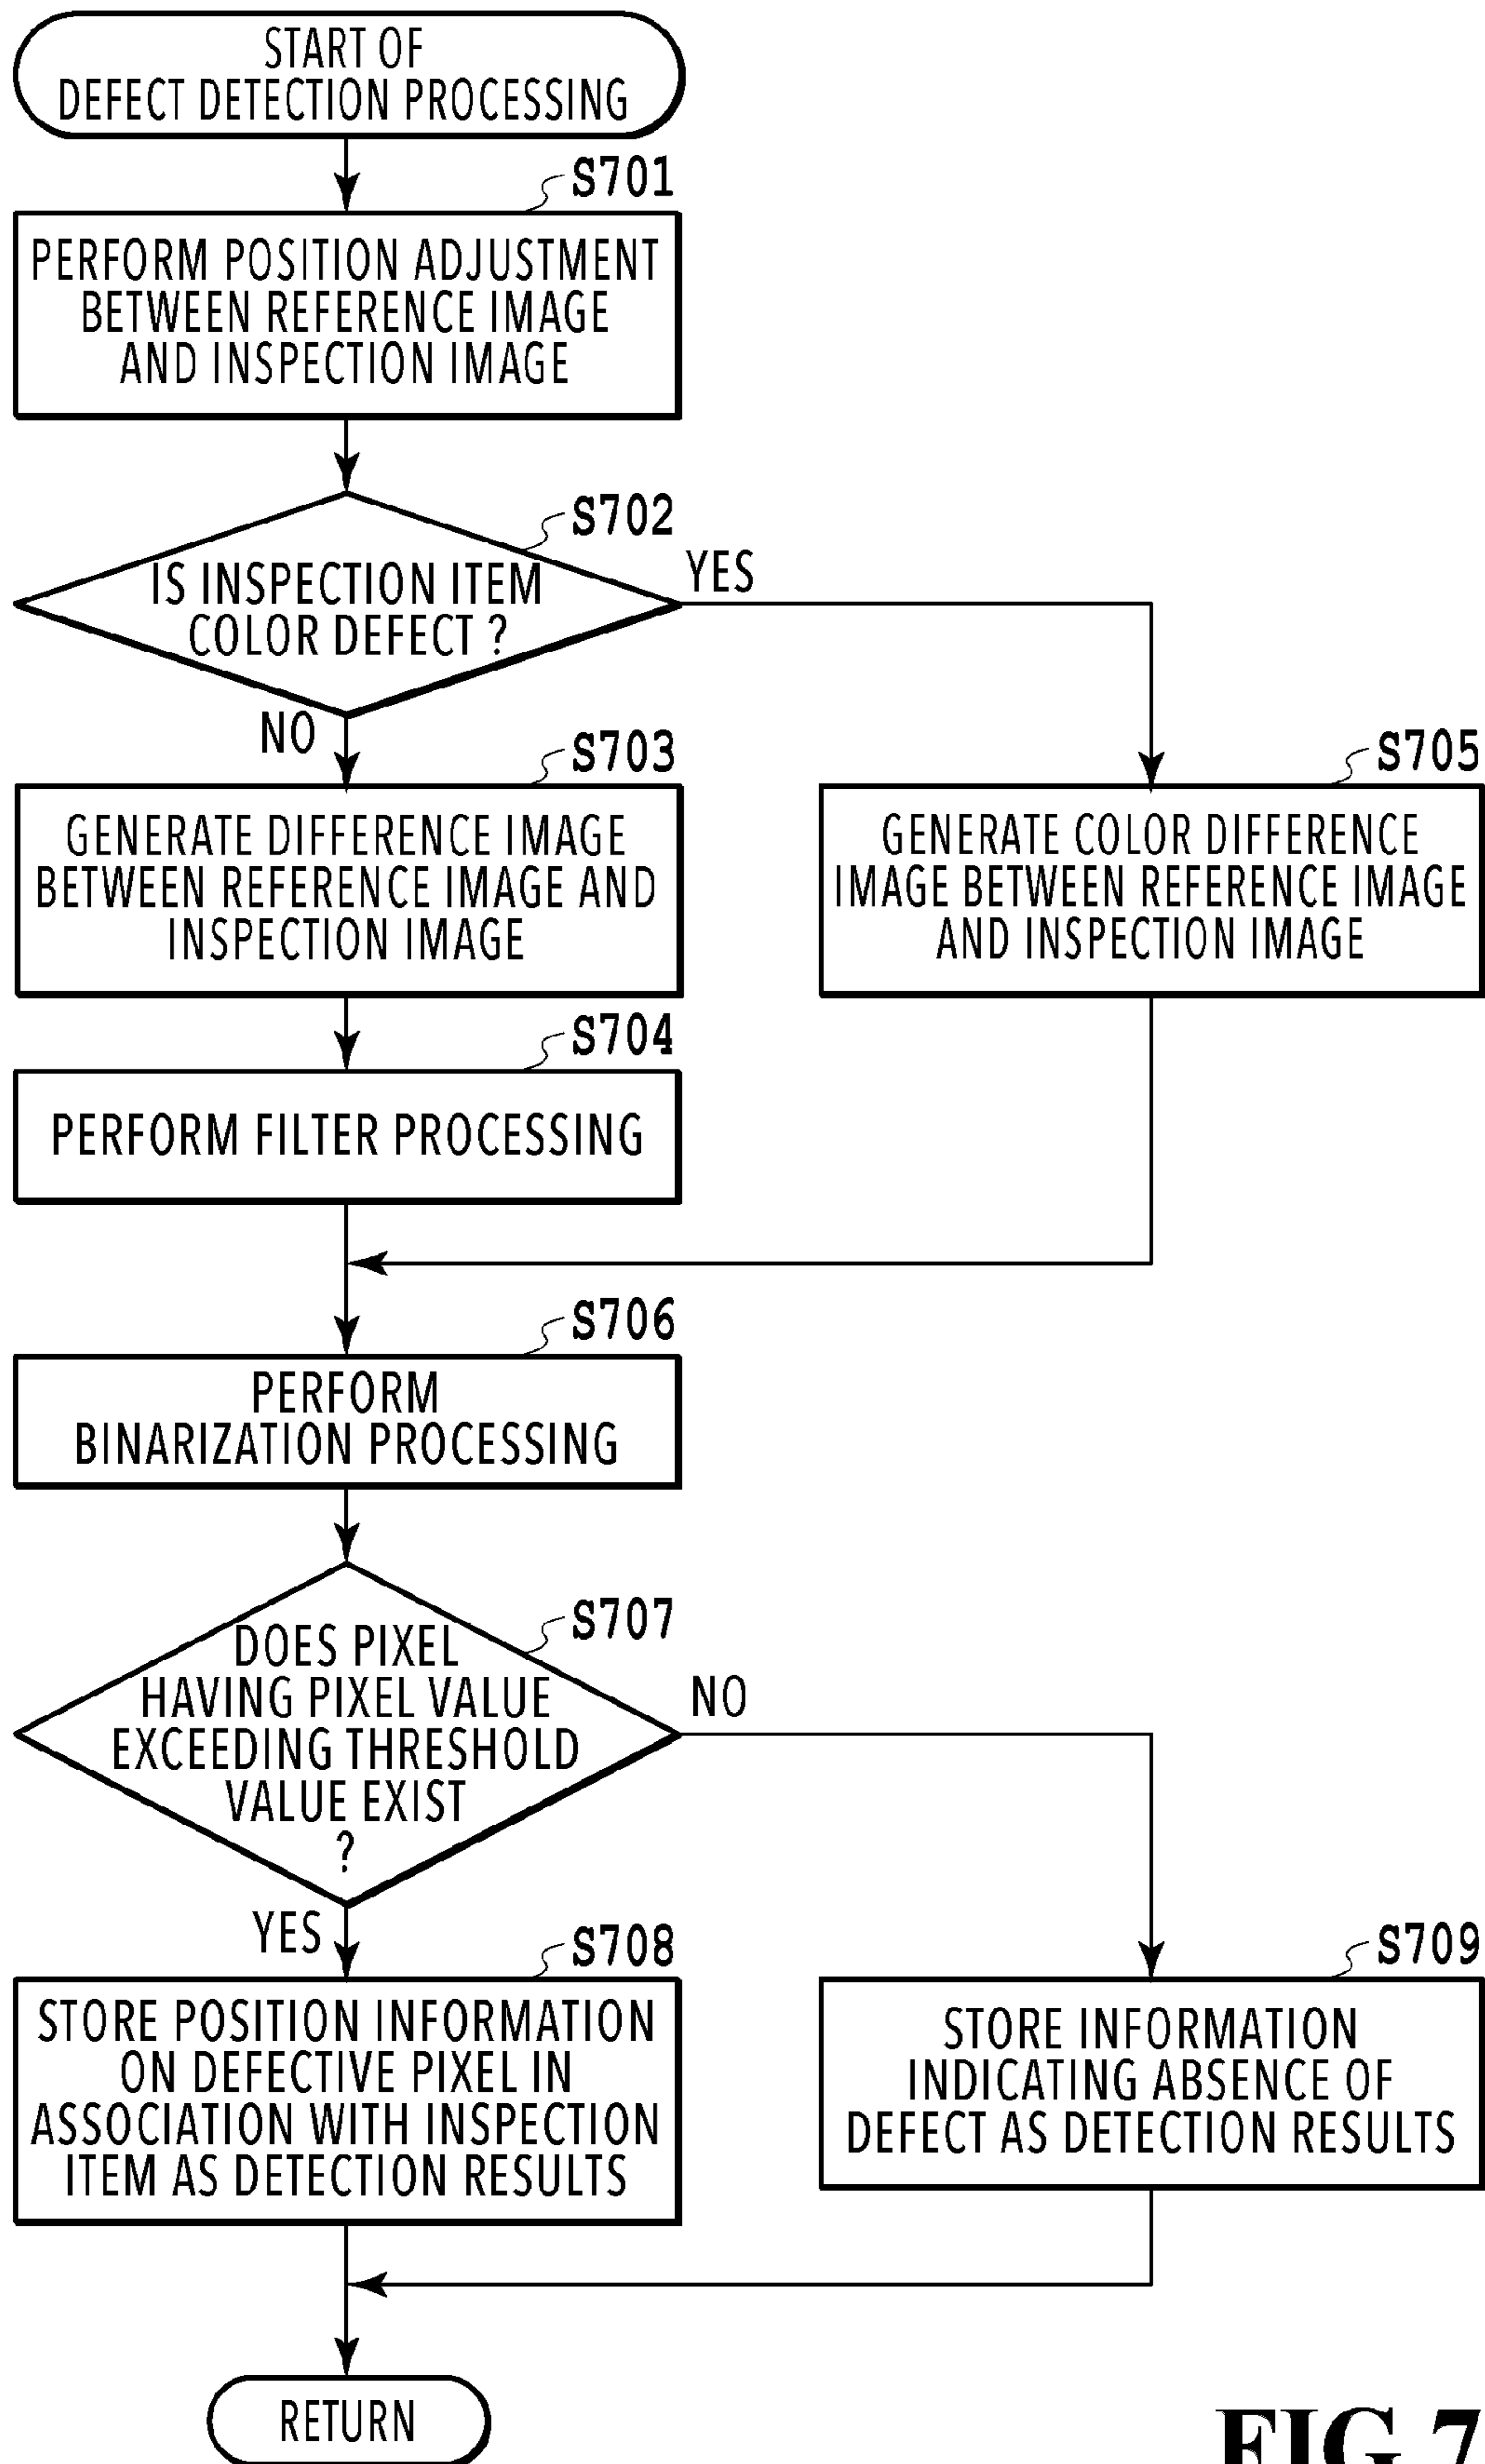 START OF
DEFECT DETECTION PROCESSING
S701
PERFORM POSITION ADJUSTMENT
BETWEEN REFERENCE IMAGE
AND INSPECTION IMAGE
S702
IS INSPECTION ITEM
COLOR DEFECT ?
YES
NO
S703
GENERATE DIFFERENCE IMAGE
BETWEEN REFERENCE IMAGE AND
INSPECTION IMAGE
S705
GENERATE COLOR DIFFERENCE
IMAGE BETWEEN REFERENCE IMAGE
AND INSPECTION IMAGE
S704
PERFORM FILTER PROCESSING
S706
PERFORM
BINARIZATION PROCESSING
S707
DOES PIXEL
HAVING PIXEL VALUE
EXCEEDING THRESHOLD
VALUE EXIST
?
NO
YES
S708
STORE POSITION INFORMATION
ON DEFECTIVE PIXEL IN
ASSOCIATION WITH INSPECTION
ITEM AS DETECTION RESULTS
S709
STORE INFORMATION
INDICATING ABSENCE OF
DEFECT AS DETECTION RESULTS
RETURN
FIG.7